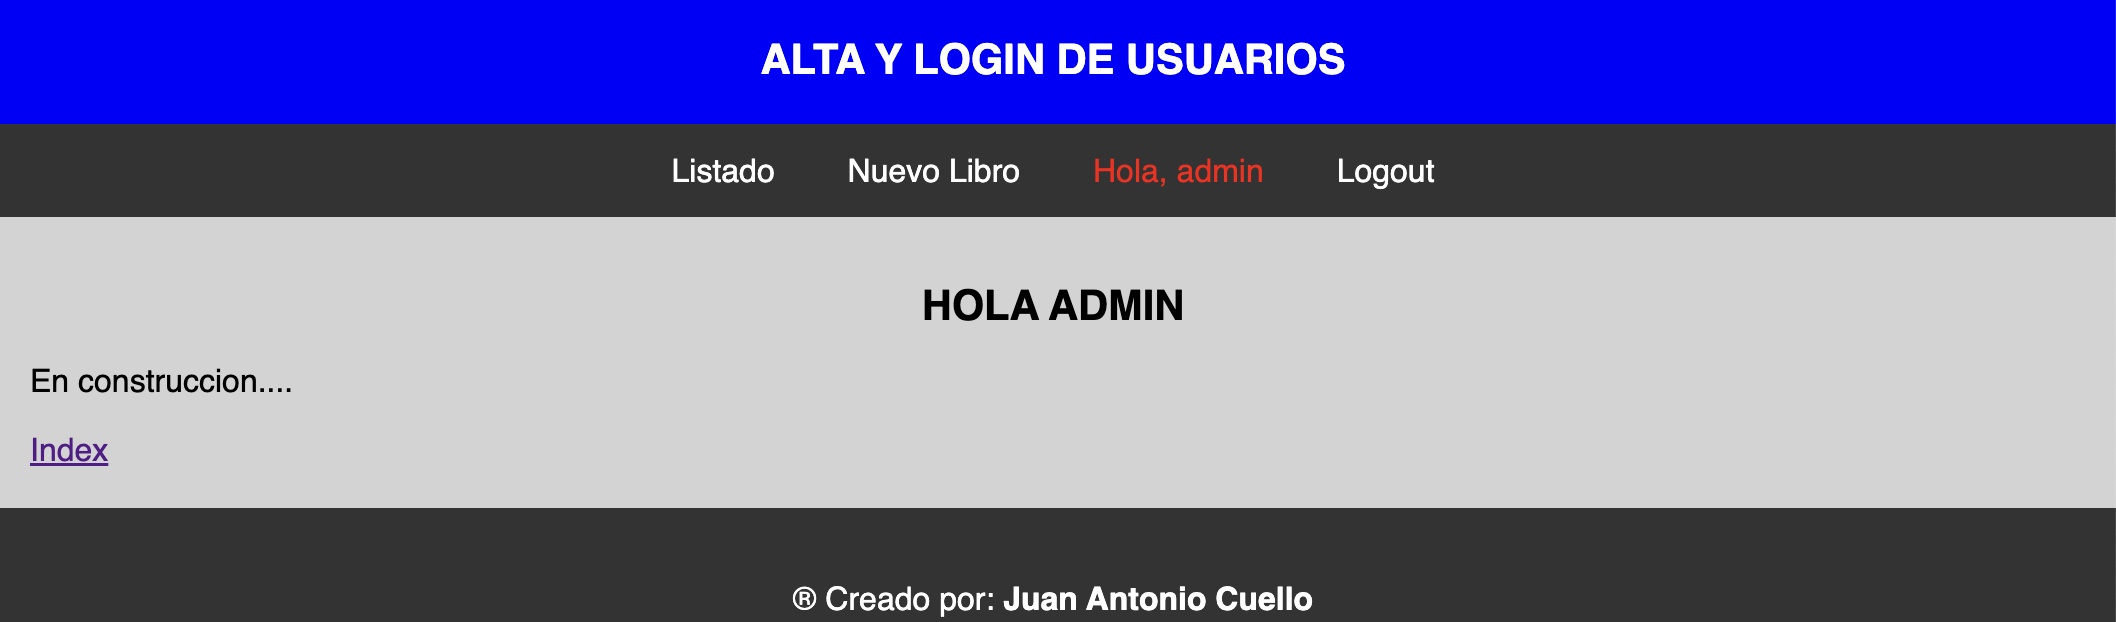 ALTA Y LOGIN DE USUARIOS
Listado Nuevo Libro Hola, admin Logout
HOLA ADMIN
En construccion....
Index
® Creado por: Juan Antonio Cuello